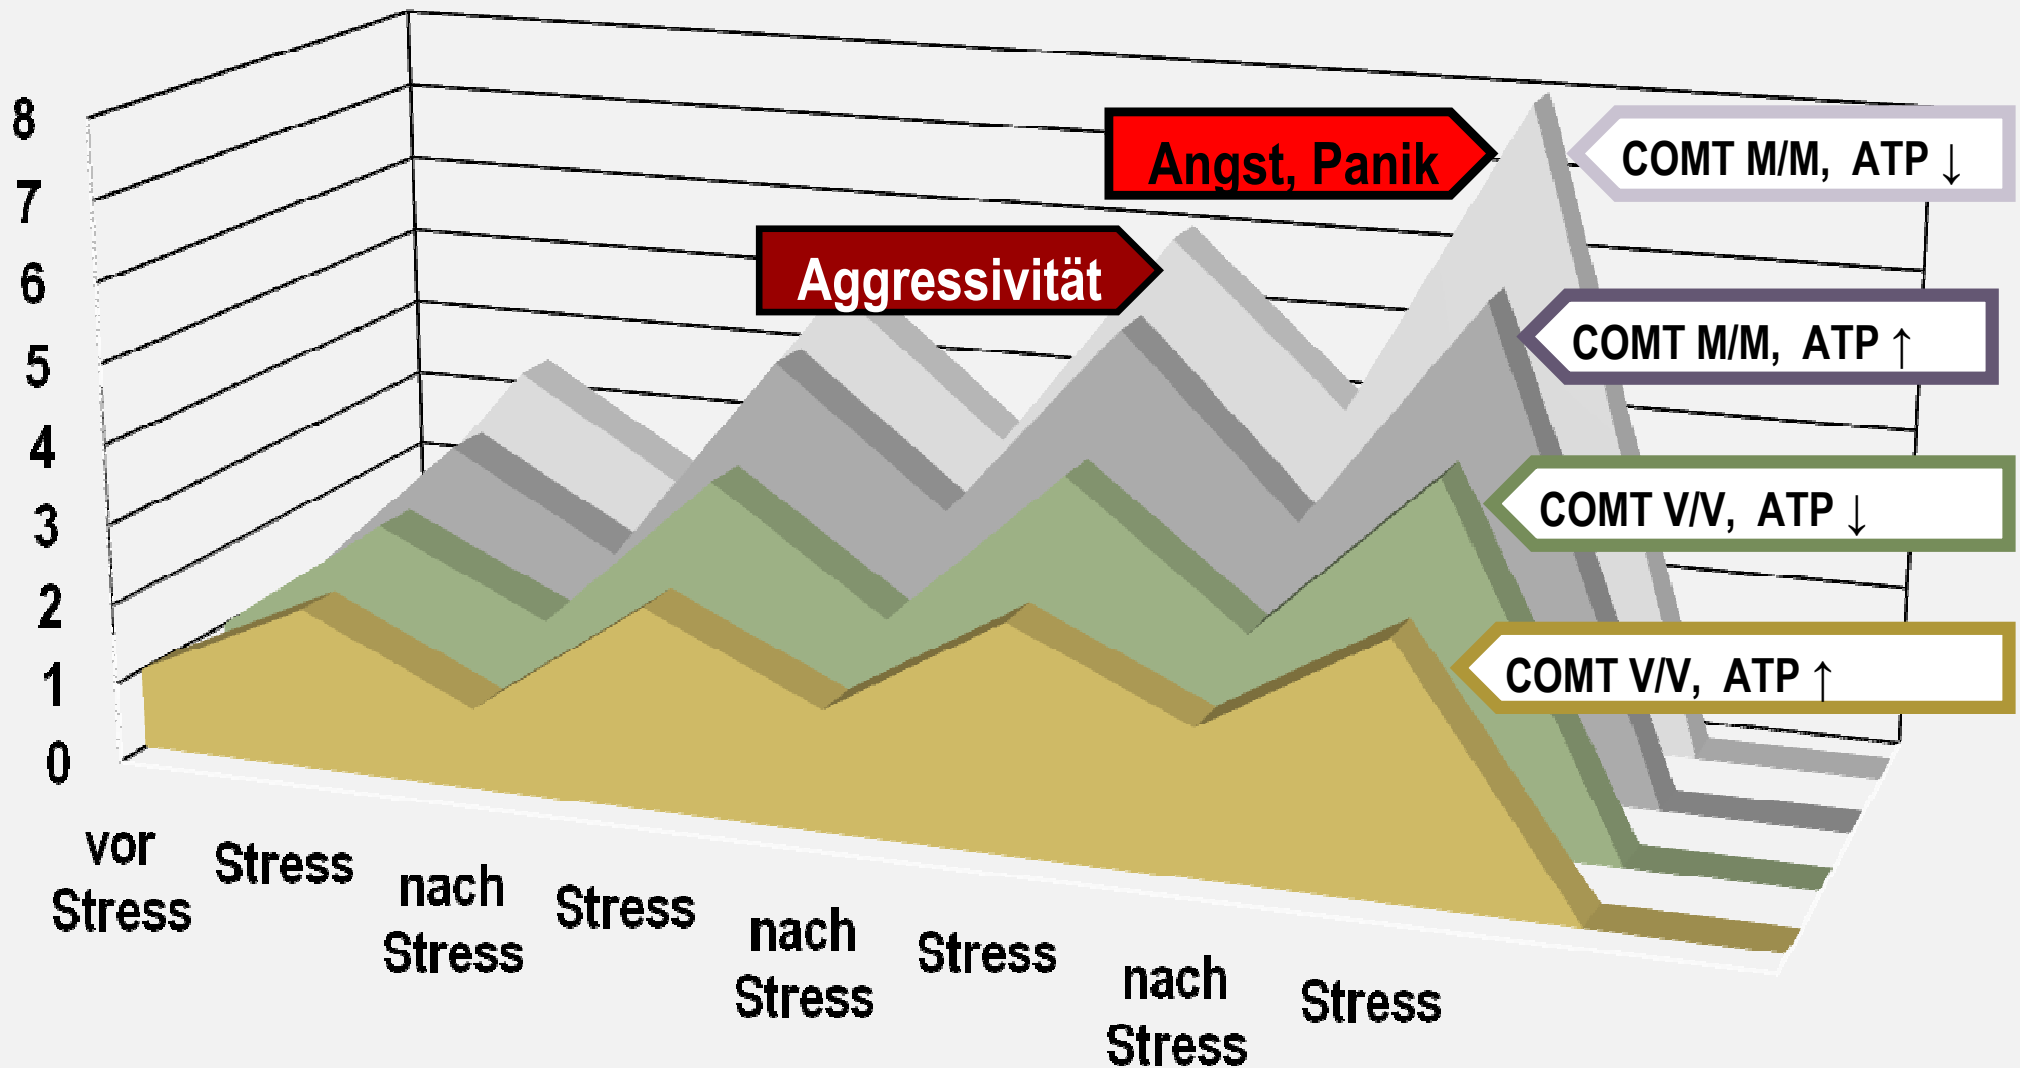 8
7
6
5
4
3
2
1
0
Angst, Panik
Aggressivität
COMT M/M, ATP ↓
COMT M/M, ATP ↑
COMT V/V, ATP ↓
COMT V/V, ATP ↑
vor
Stress
Stress
nach
Stress
Stress
nach
Stress
Stress
nach
Stress
Stress